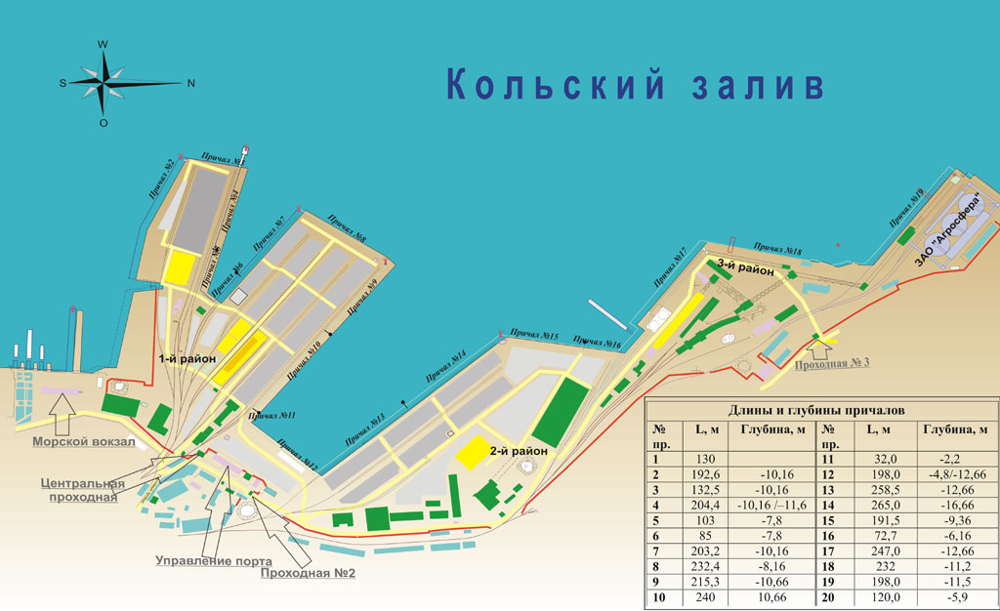 W
S
N
O
Кольский залив
Причал №2
Причал №
Причал №4
Причал №6
Причал №7
Причал №8
Причал №9
Причал №10
Причал №11
Причал №12
Причал №13
Причал №14
Причал №15
Причал №16
Причал №17
Причал №18
Причал №19
ЗАО "Агросфера"
1-й район
2-й район
3-й район
Морской вокзал
Центральная
проходная
Управление порта
Проходная №2
Проходная № 3
Длины и глубины причалов
№ пр. L, м Глубина, м № пр. L, м Глубина, м
1 130 11 32,0 -2,2
2 192,6 -10,16 12 198,0 -4,8/-12,66
3 132,5 -10,16 13 258,5 -12,66
4 204,4 -10,16 /–11,6 14 265,0 -16,66
5 103 -7,8 15 191,5 -9,36
6 85 -7,8 16 72,7 -6,16
7 203,2 -10,16 17 247,0 -12,66
8 232,4 -8,16 18 232 -11,2
9 215,3 -10,66 19 198,0 -11,5
10 240 10,66 20 120,0 -5,9